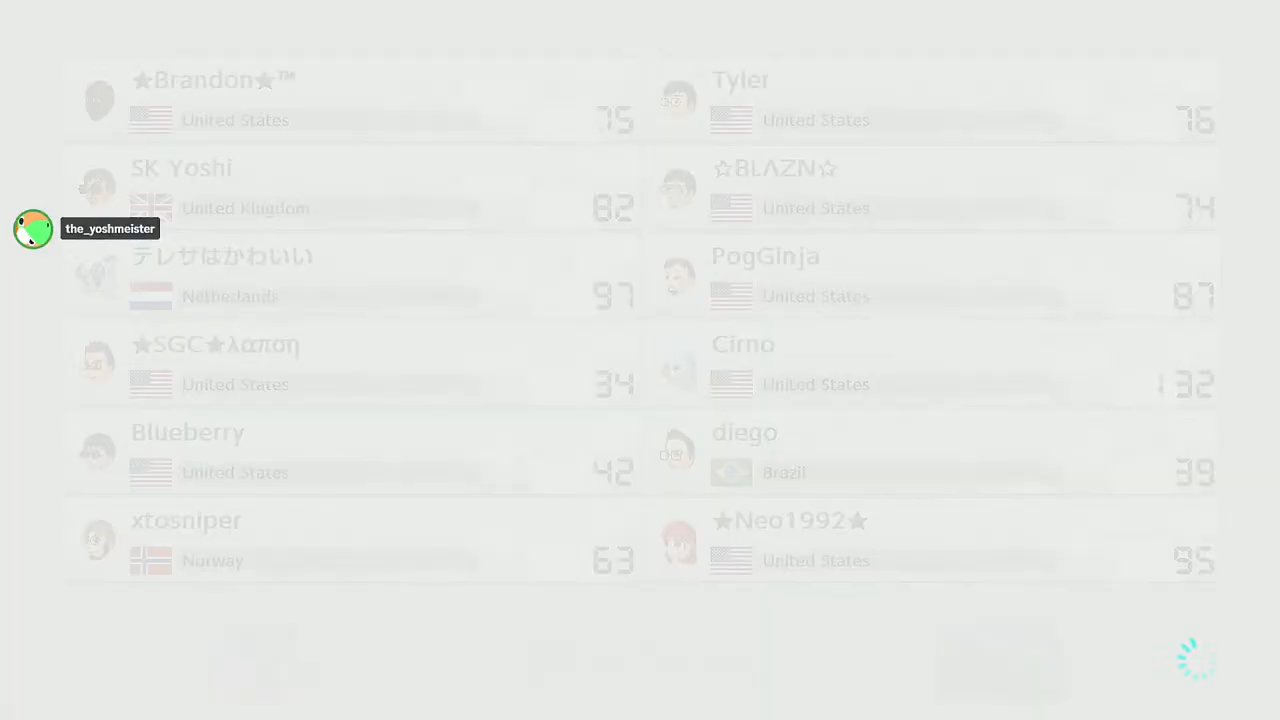 ★Brandon★™
United States 75
SK Yoshi
United Kingdom 82
the_yoshmeister
テレサはかわいい
Netherlands 97
★SGC★λαπση
United States 34
Blueberry
United States 42
xtosniper
Norway 63
Tyler
United States 76
☆BLΛZN☆
United States 74
PogGinja
United States 87
Cirno
United States 132
diego
Brazil 39
★Neo1992★
United States 95